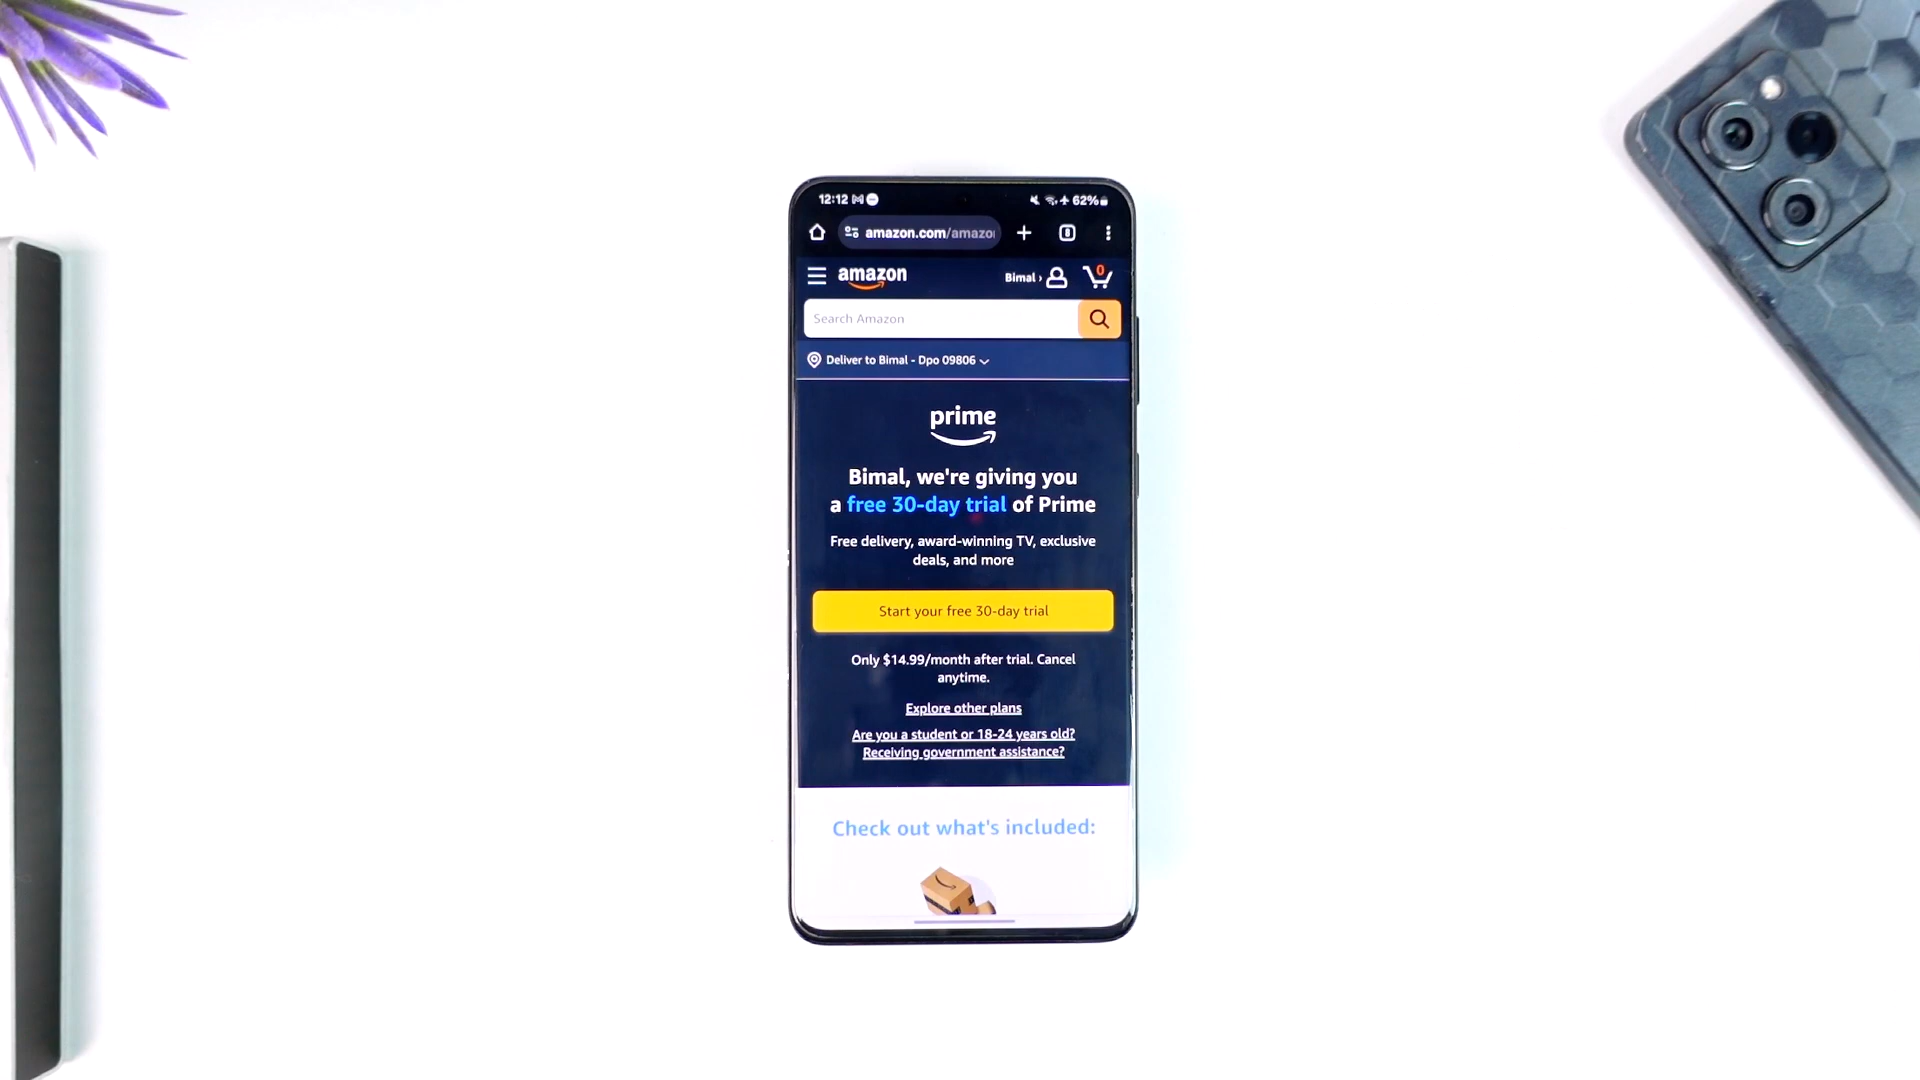 12:12
62%
amazon.com/amazo
amazon
Bimal ›
0
Search Amazon
Deliver to Bimal - Dpo 09806
prime
Bimal, we're giving you
a free 30-day trial of Prime
Free delivery, award-winning TV, exclusive
deals, and more
Start your free 30-day trial
Only $14.99/month after trial. Cancel
anytime.
Explore other plans
Are you a student or 18-24 years old?
Receiving government assistance?
Check out what's included: